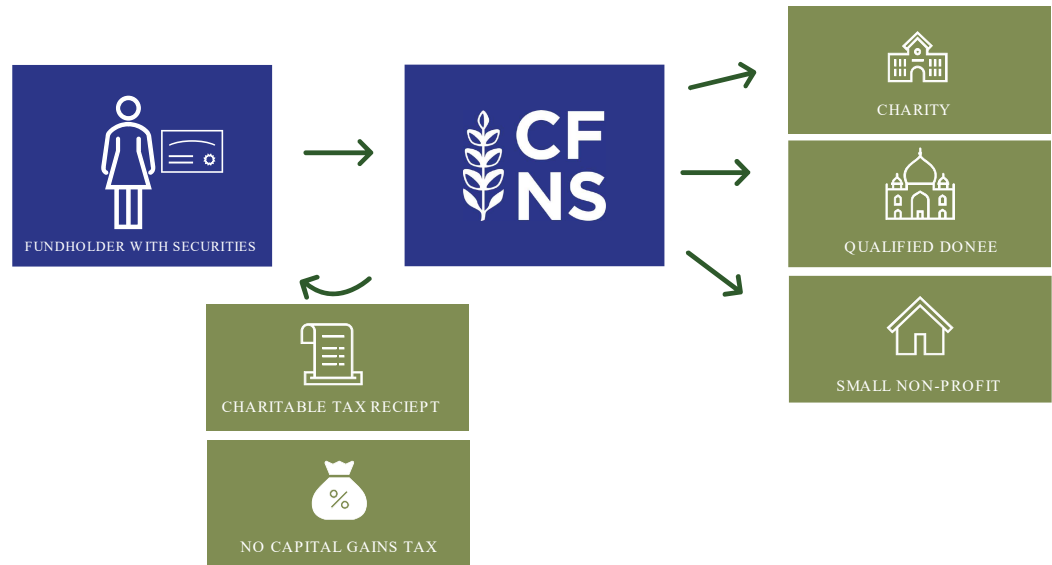 FUNDHOLDER WITH SECURITIES
CF
NS
CHARITY
QUALIFIED DONEE
SMALL NON-PROFIT
CHARITABLE TAX RECIEPT
%
NO CAPITAL GAINS TAX